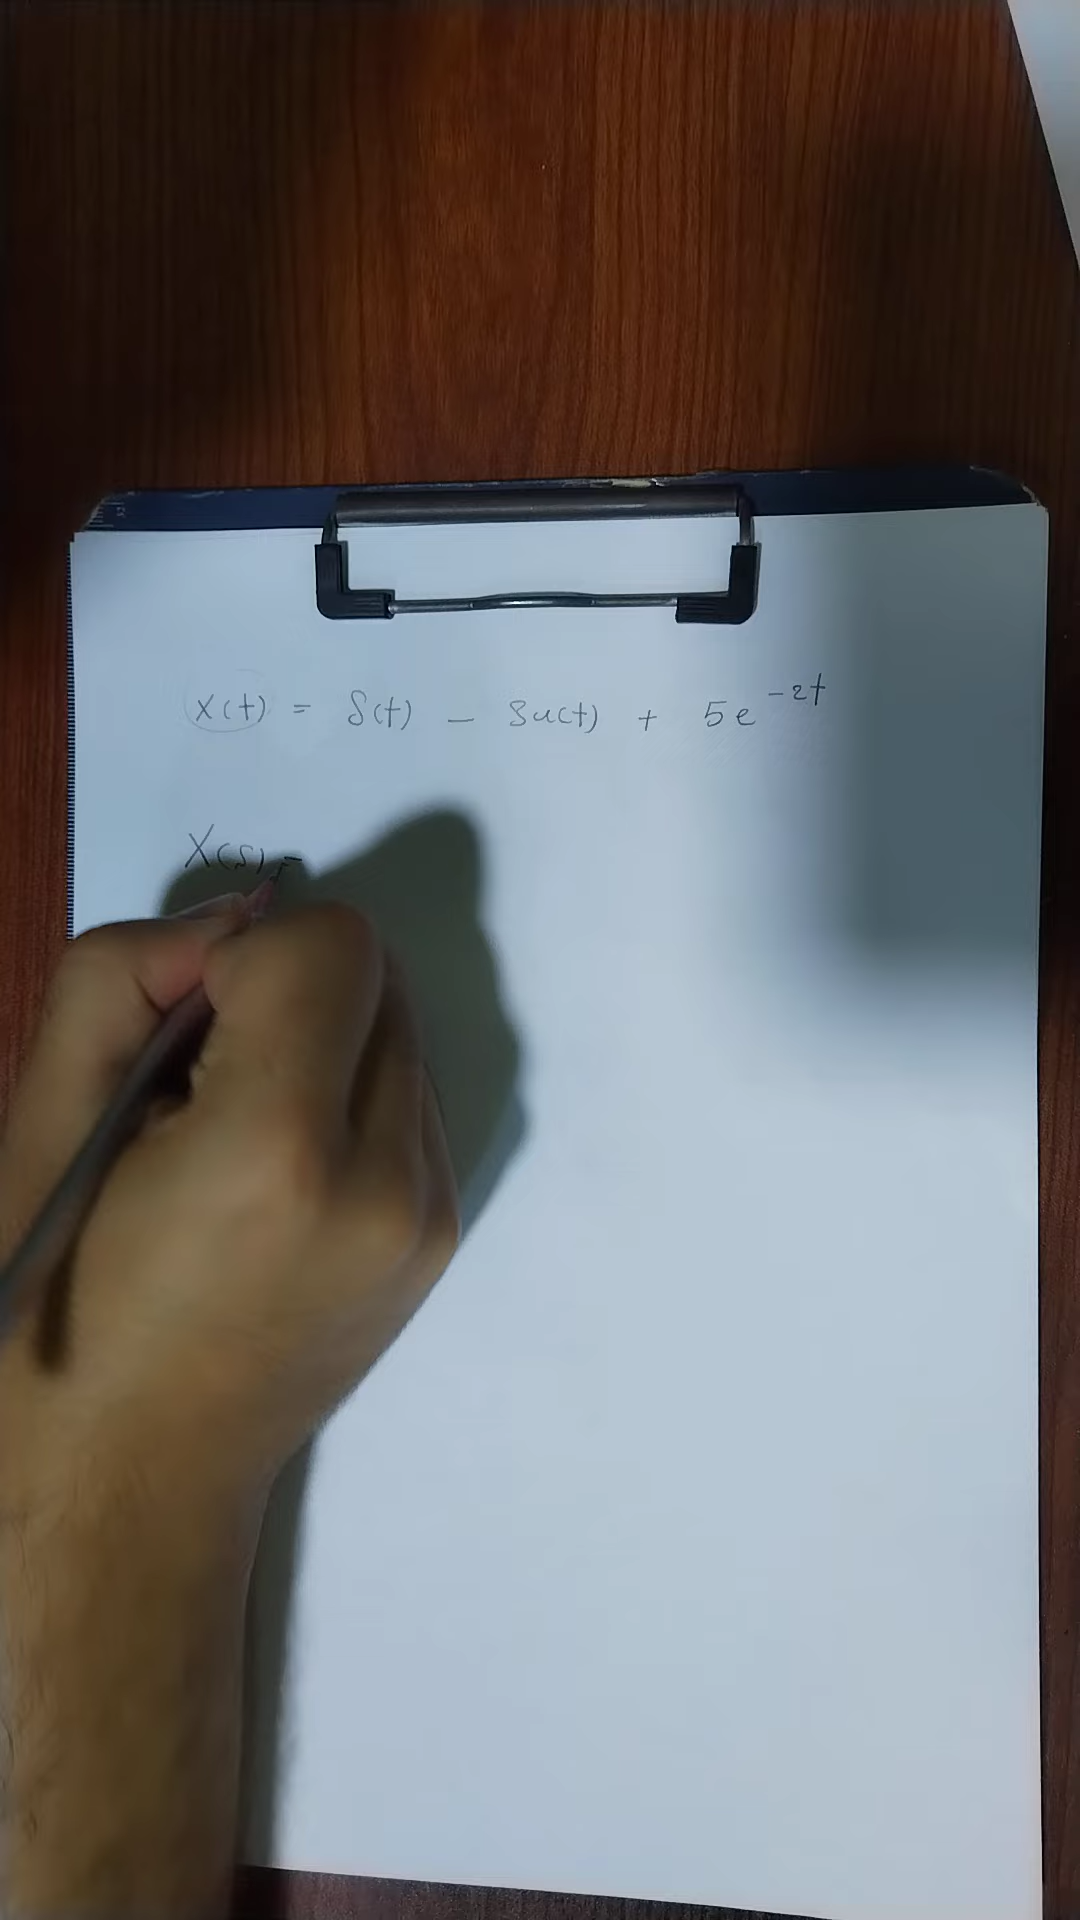 x(t) = δ(t) - 3u(t) + 5e^-2t
X(s) =